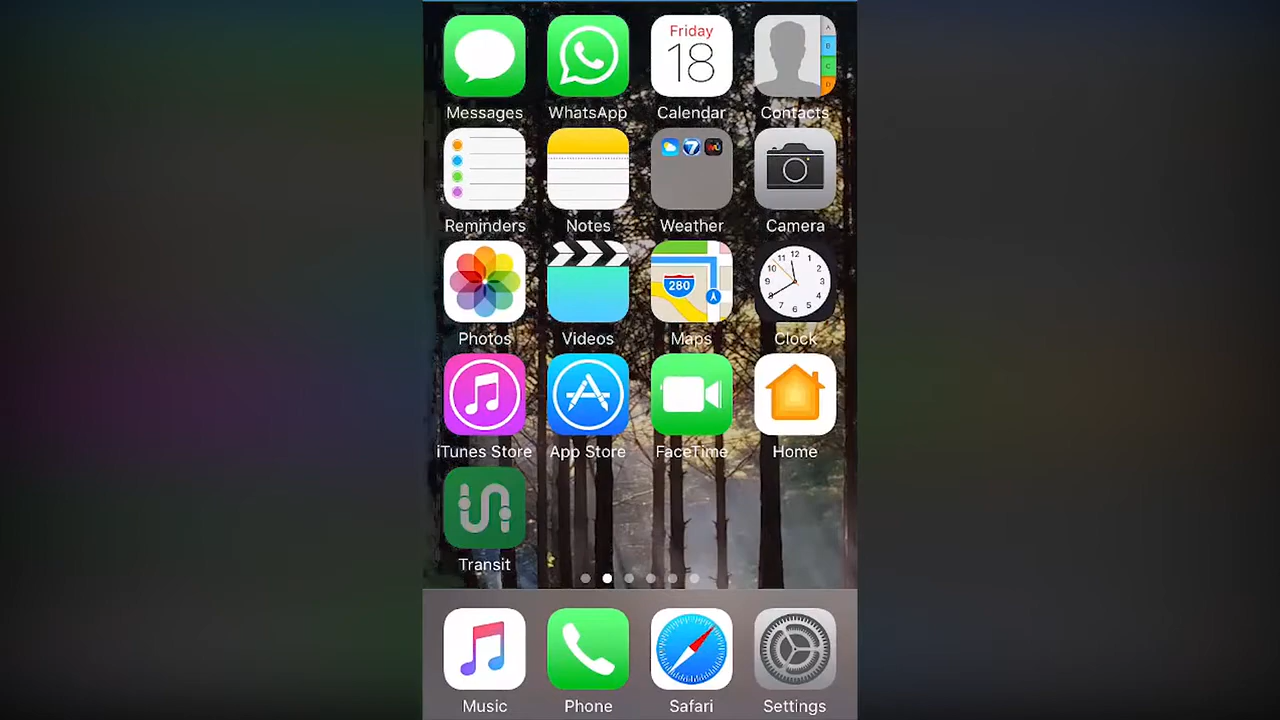 Friday
18
Messages WhatsApp Calendar Contacts
Reminders Notes Weather Camera
280
Photos Videos Maps Clock
iTunes Store App Store FaceTime Home
Transit
Music Phone Safari Settings